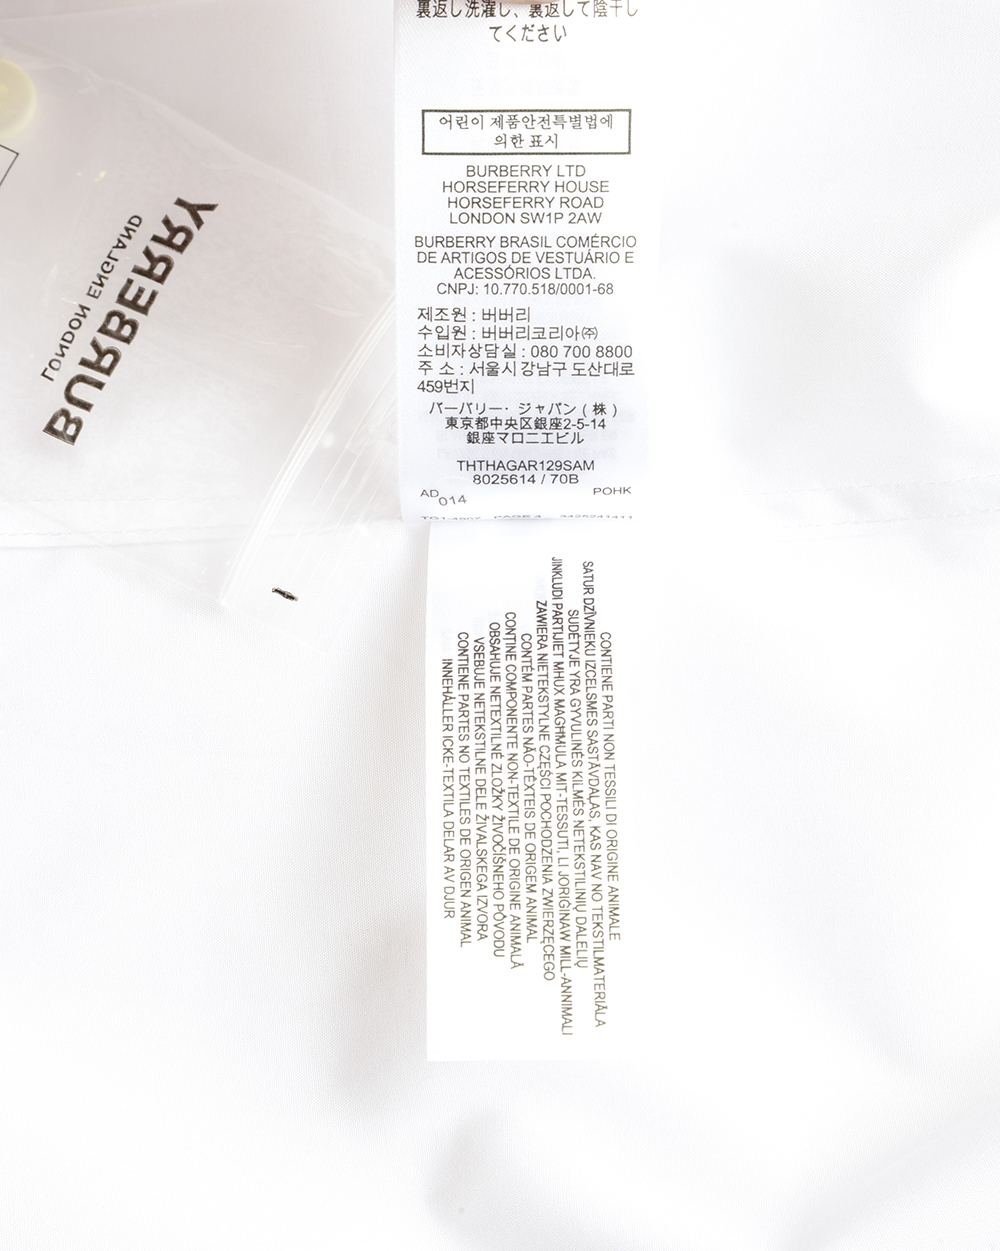 裏返し洗濯し、裏返して陰干し
てください
어린이 제품안전특별법에
의한 표시
BURBERRY LTD
HORSEFERRY HOUSE
HORSEFERRY ROAD
LONDON SW1P 2AW
BURBERRY BRASIL COMÉRCIO
DE ARTIGOS DE VESTUÁRIO E
ACESSÓRIOS LTDA.
CNPJ: 10.770.518/0001-68
제조원 : 버버리
수입원 : 버버리코리아㈜
소비자상담실 : 080 700 8800
주 소 : 서울시 강남구 도산대로
459번지
バーバリー・ジャパン ( 株 )
東京都中央区銀座2-5-14
銀座マロニエビル
THTHAGAR129SAM
8025614 / 70B
AD 014 POHK
PAGE 4
BURBERRY
LONDON ENGLAND
CONTIENE PARTI NON TESSILI DI ORIGINE ANIMALE
SATUR DZĪVNIEKU IZCELSMES SASTĀVDAĻAS, KAS NAV NO TEKSTILMATERIĀLA
SUDĖTYJE YRA GYVULINĖS KILMĖS NETEKSTILINIŲ DALELIŲ
JINKLUDI PARTIJIET MHUX MAGĦMULA MIT-TESSUTI, LI JORIĠINAW MILL-ANNIMALI
ZAWIERA NIETEKSTYLNE CZĘŚCI POCHODZENIA ZWIERZĘCEGO
CONTÉM PARTES NÃO-TÊXTEIS DE ORIGEM ANIMAL
CONȚINE COMPONENTE NON-TEXTILE DE ORIGINE ANIMALĂ
OBSAHUJE NETEXTILNÉ ZLOŽKY ŽIVOČÍŠNEHO PÔVODU
VSEBUJE NETEKSTILNE DELE ŽIVALSKEGA IZVORA
CONTIENE PARTES NO TEXTILES DE ORIGEN ANIMAL
INNEHÅLLER ICKE-TEXTILA DELAR AV DJUR